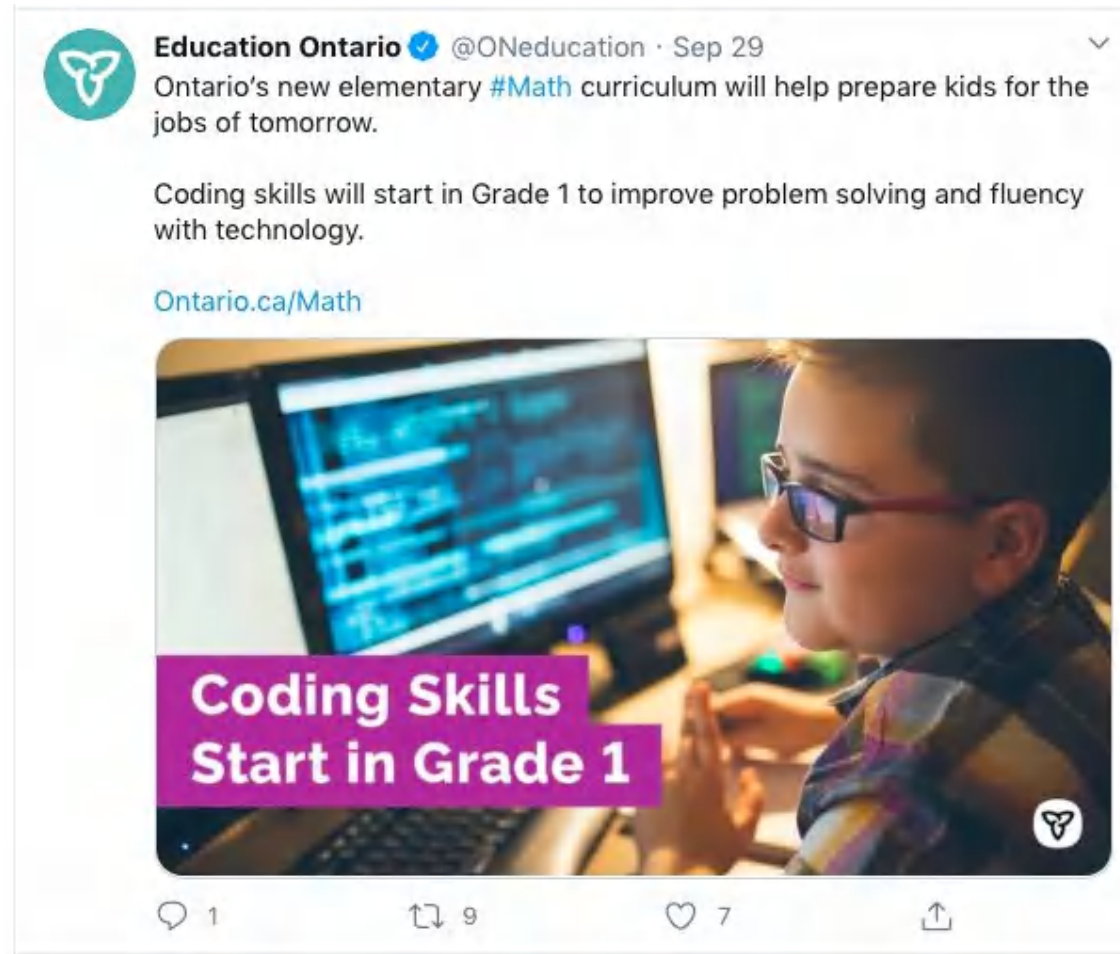 Education Ontario @ONeducation · Sep 29
Ontario's new elementary #Math curriculum will help prepare kids for the
jobs of tomorrow.
Coding skills will start in Grade 1 to improve problem solving and fluency
with technology.
Ontario.ca/Math
Coding Skills
Start in Grade 1
1 9 7